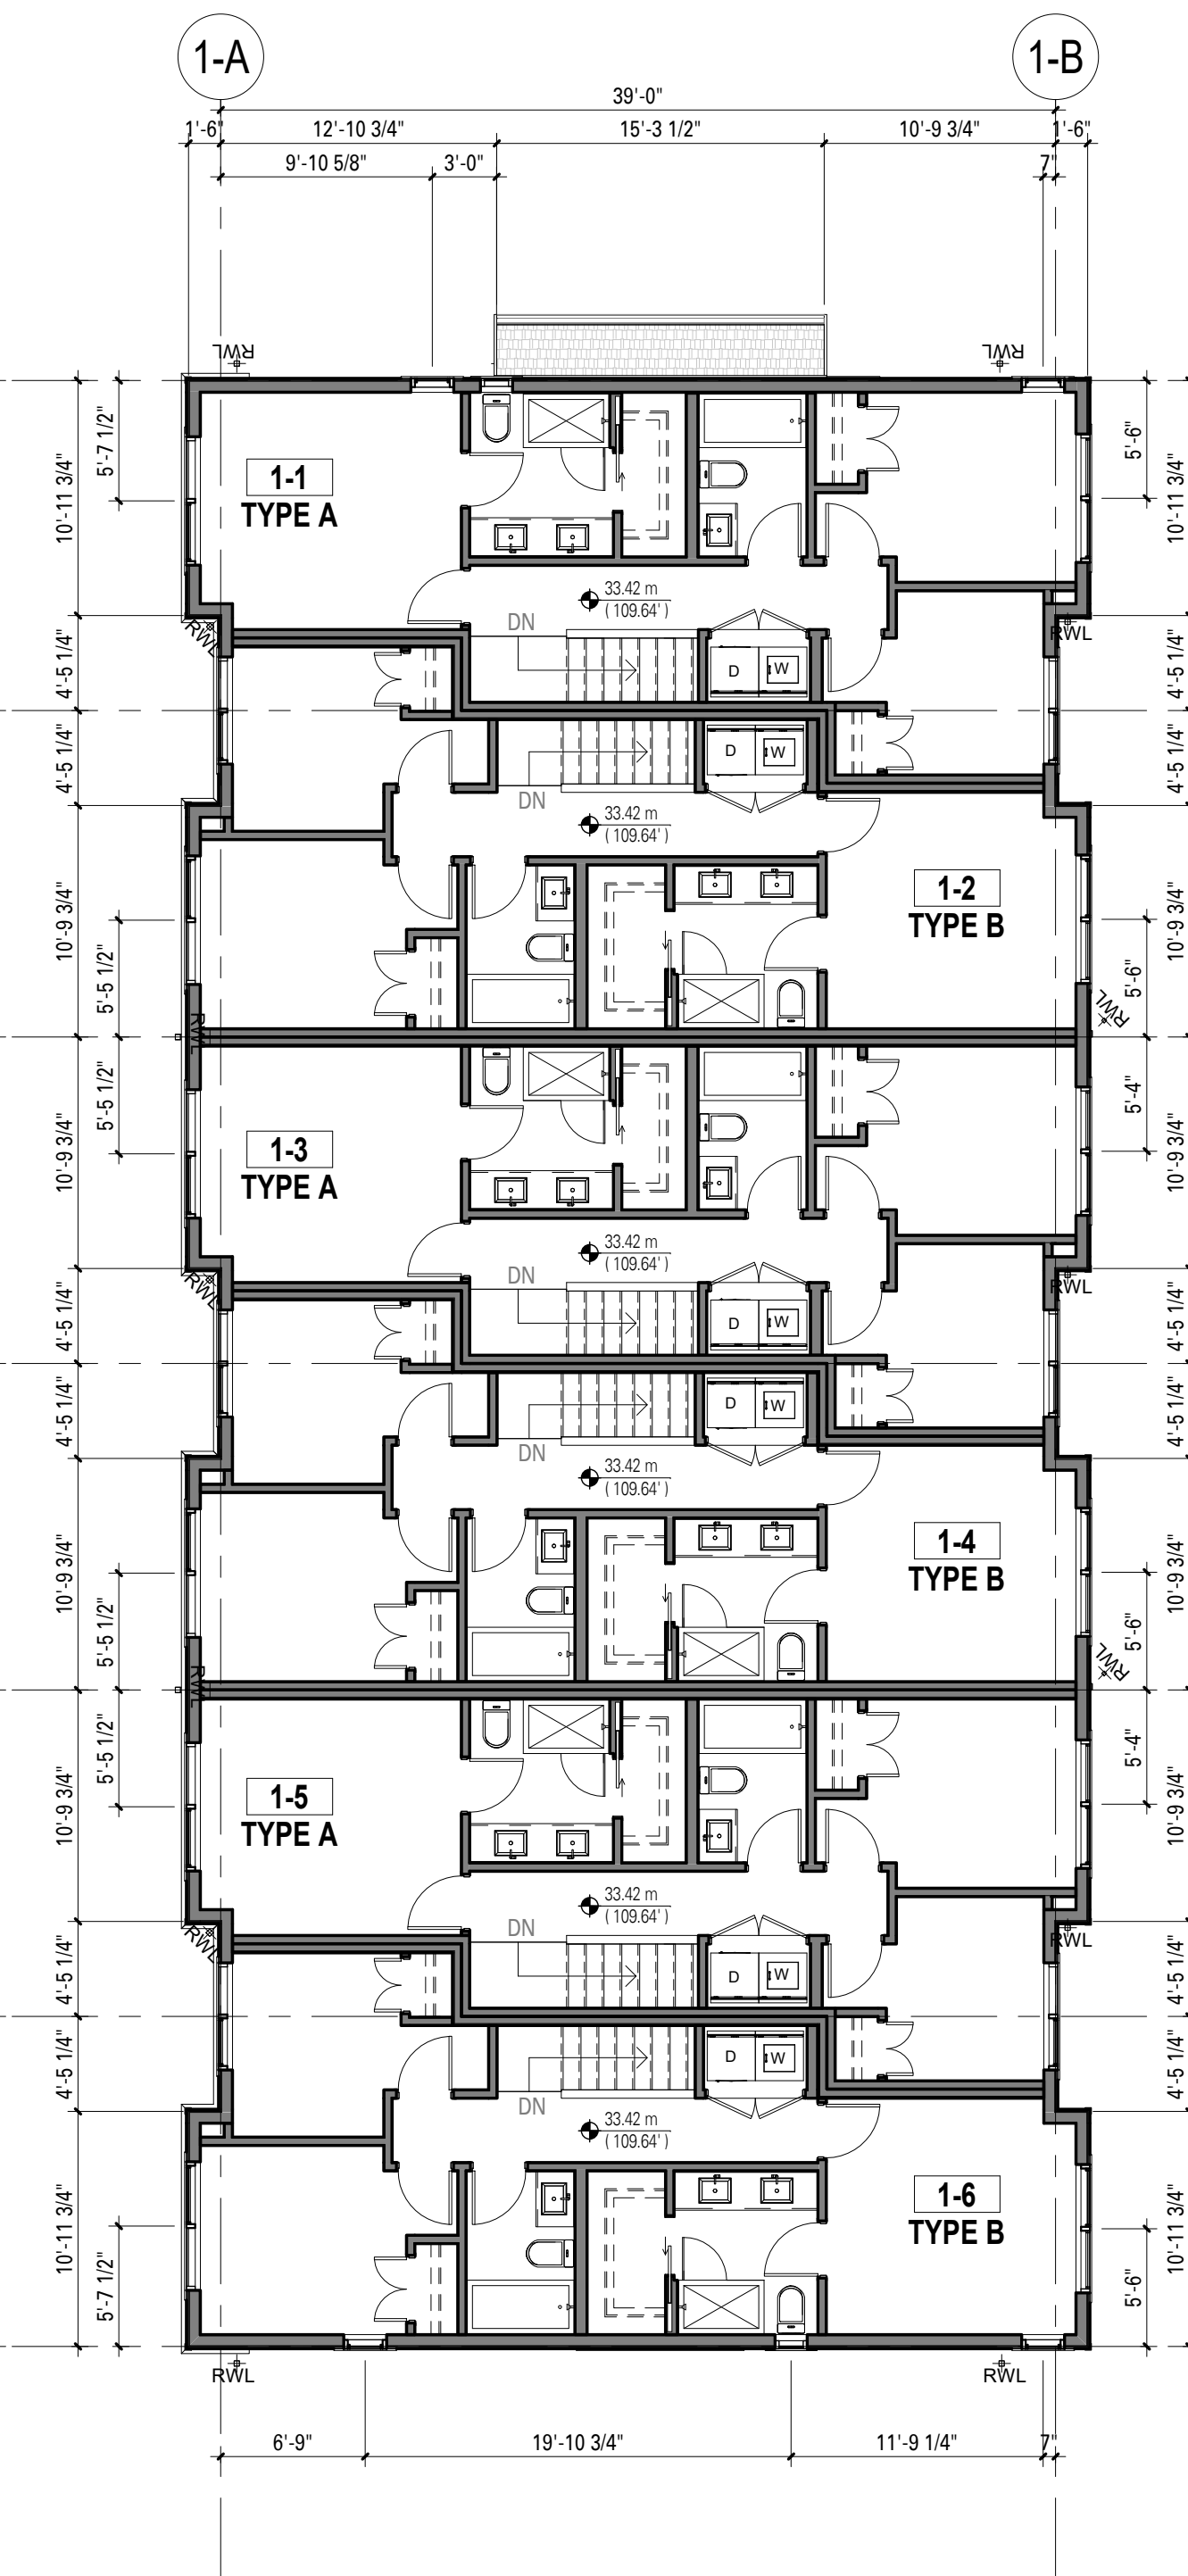 1-A
1-B
39'-0"
1'-6"
12'-10 3/4"
15'-3 1/2"
10'-9 3/4"
1'-6"
9'-10 5/8"
3'-0"
7"
RWL
RWL
10'-11 3/4"
5'-7 1/2"
1-1
TYPE A
5'-6"
10'-11 3/4"
33.42 m
( 109.64' )
DN
RWL
RWL
D
W
4'-5 1/4"
4'-5 1/4"
4'-5 1/4"
4'-5 1/4"
D
W
DN
33.42 m
( 109.64' )
10'-9 3/4"
5'-5 1/2"
1-2
TYPE B
5'-6"
10'-9 3/4"
RWL
RWL
10'-9 3/4"
5'-5 1/2"
1-3
TYPE A
5'-4"
10'-9 3/4"
33.42 m
( 109.64' )
DN
RWL
RWL
D
W
4'-5 1/4"
4'-5 1/4"
4'-5 1/4"
4'-5 1/4"
D
W
DN
33.42 m
( 109.64' )
10'-9 3/4"
5'-5 1/2"
1-4
TYPE B
5'-6"
10'-9 3/4"
RWL
RWL
10'-9 3/4"
5'-5 1/2"
1-5
TYPE A
5'-4"
10'-9 3/4"
33.42 m
( 109.64' )
DN
RWL
RWL
D
W
4'-5 1/4"
4'-5 1/4"
4'-5 1/4"
4'-5 1/4"
D
W
DN
33.42 m
( 109.64' )
10'-11 3/4"
5'-7 1/2"
1-6
TYPE B
5'-6"
10'-11 3/4"
RWL
RWL
6'-9"
19'-10 3/4"
11'-9 1/4"
7"